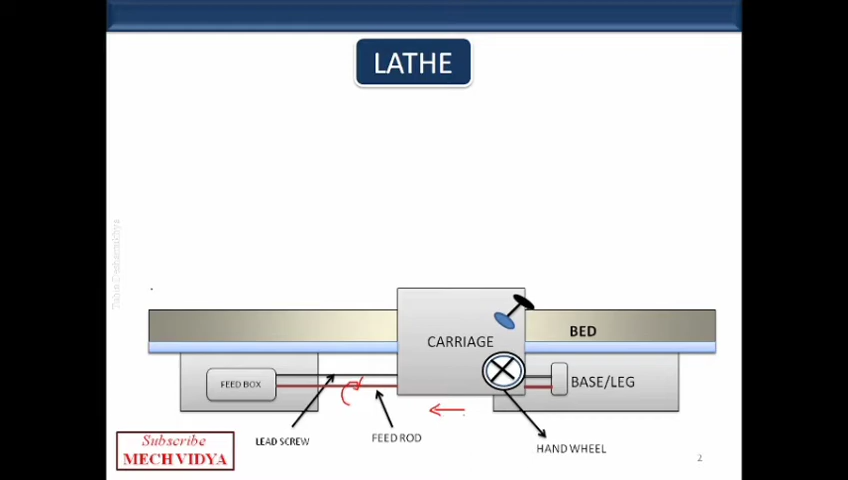 LATHE
CARRIAGE
BED
FEED BOX
BASE/LEG
LEAD SCREW
FEED ROD
HAND WHEEL
Subscribe
MECH VIDYA
2